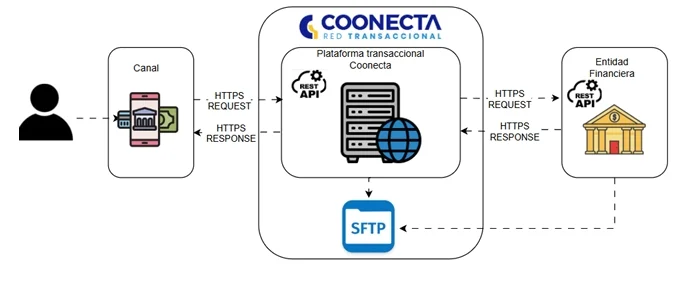 COONECTA
RED TRANSACCIONAL
Canal
Plataforma transaccional
Coonecta
Entidad
Financiera
REST
API
HTTPS
REQUEST
HTTPS
RESPONSE
HTTPS
REQUEST
HTTPS
RESPONSE
REST
API
SFTP